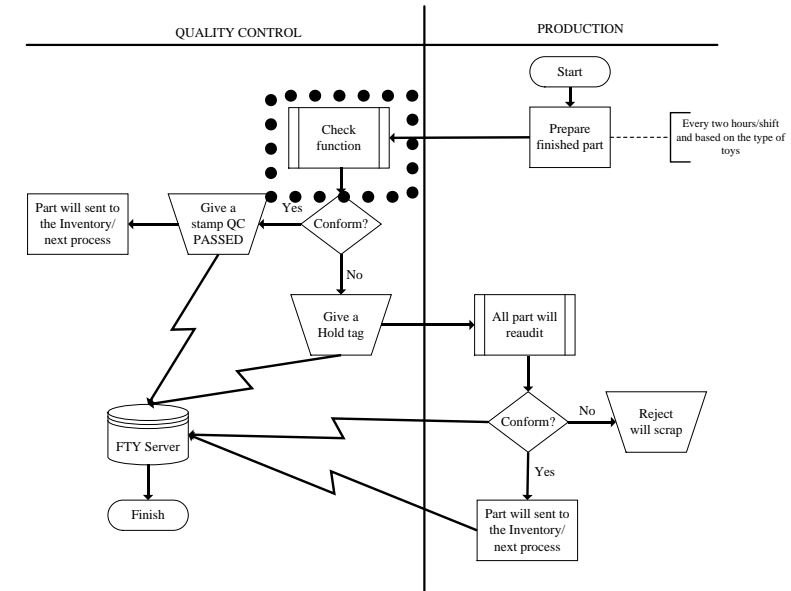 QUALITY CONTROL
PRODUCTION
Start
Check
function
Prepare
finished part
Every two hours/shift
and based on the type of
toys
Part will sent to
the Inventory/
next process
Give a
stamp QC
PASSED
Yes
Conform?
No
Give a
Hold tag
All part will
reaudit
Conform?
No
Reject
will scrap
Yes
FTY Server
Finish
Part will sent to
the Inventory/
next process